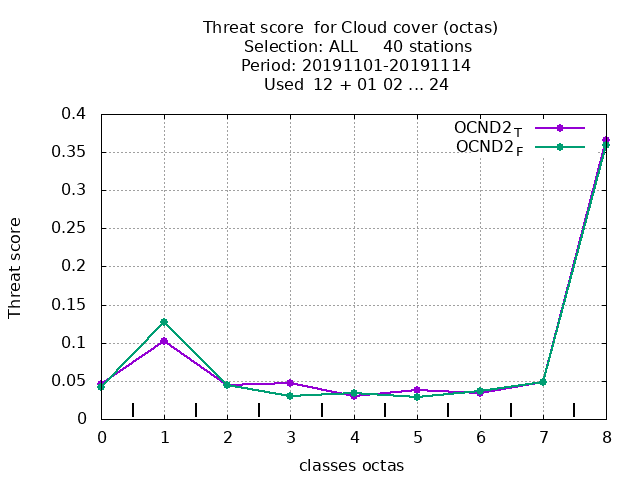 Threat score  for Cloud cover (octas)
Selection: ALL     40 stations
Period: 20191101-20191114
Used  12 + 01 02 ... 24
OCND2T
OCND2F
0.4
0.35
0.3
0.25
0.2
0.15
0.1
0.05
0
Threat score
0 1 2 3 4 5 6 7 8
classes octas